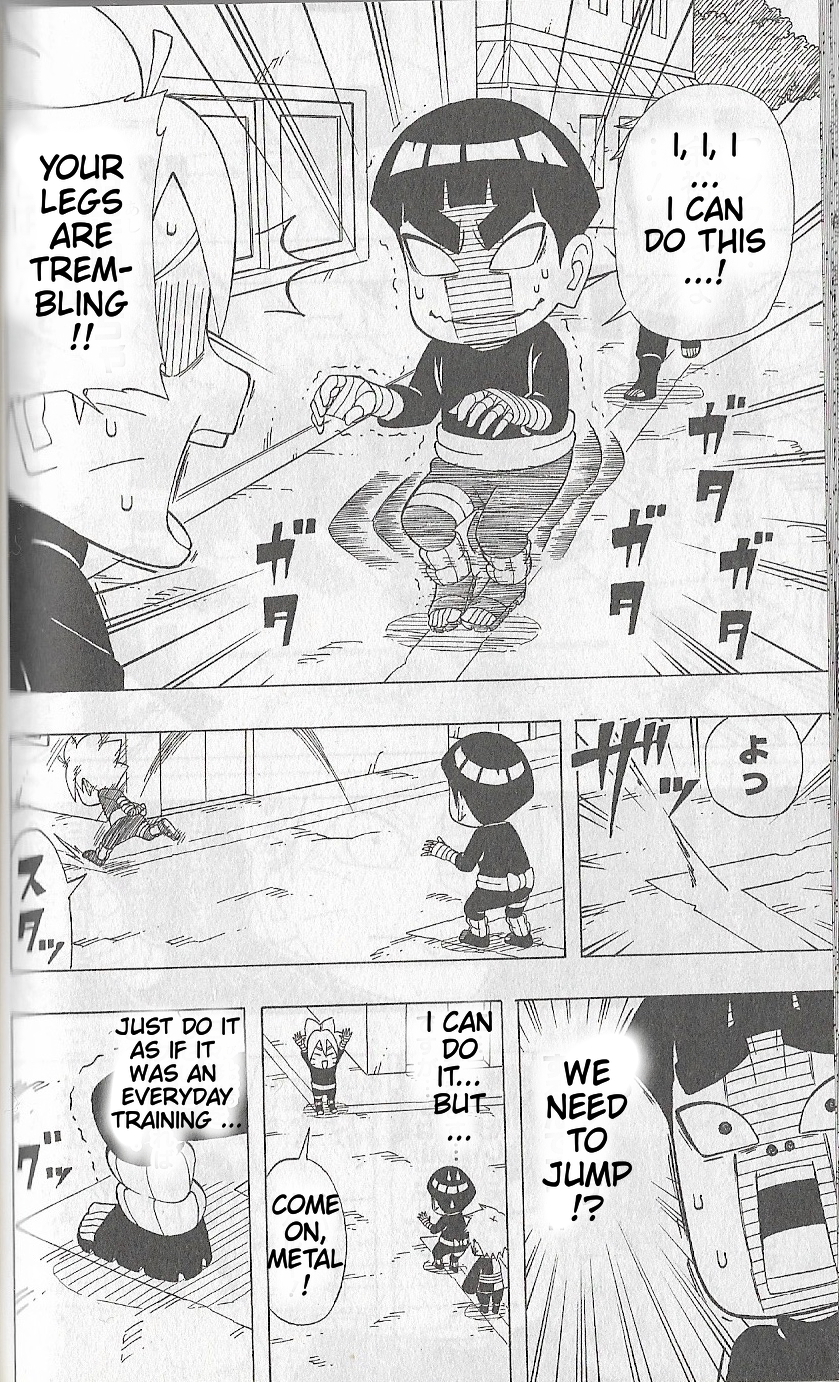 I, I, I
...
I CAN
DO THIS
...!
YOUR
LEGS
ARE
TREM-
BLING
!!
ガタ
ガタ
ガタ
ガタ
よっ
ザザッ
スタッ
WE
NEED
TO
JUMP
!?
I CAN
DO
IT...
BUT
...
COME
ON,
METAL
!
JUST DO IT
AS IF IT
WAS AN
EVERYDAY
TRAINING ...
グッ